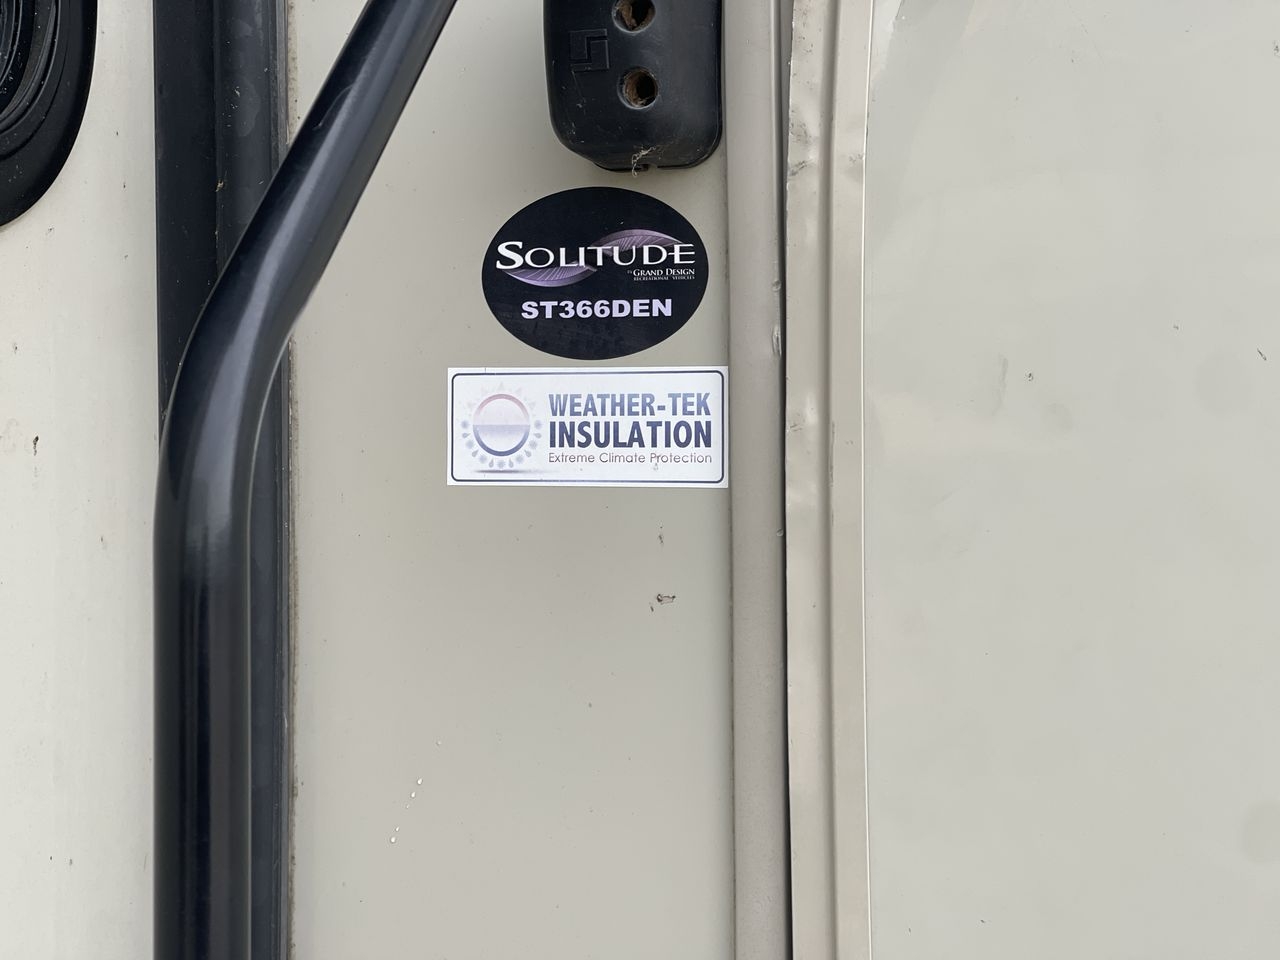 SOLITUDE
BY GRAND DESIGN
RECREATIONAL VEHICLES
ST366DEN
WEATHER-TEK
INSULATION
Extreme Climate Protection